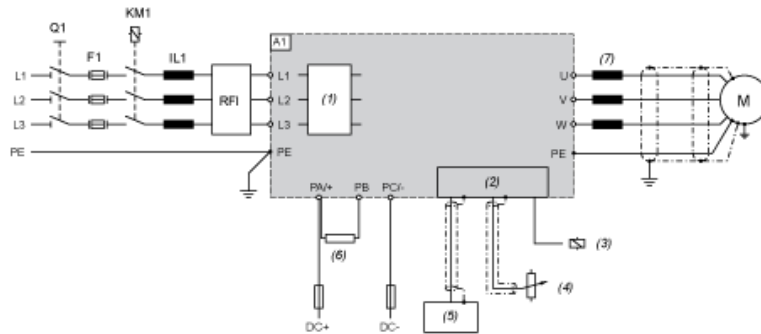 KM1
Q1
F1
IL1
A1
(7)
L1
L1
U
L2
RFI
L2
(1)
V
M
L3
L3
W
PE
PE
PE
(2)
PA/+
PB
PC/-
(3)
(6)
(4)
(5)
DC+
DC-